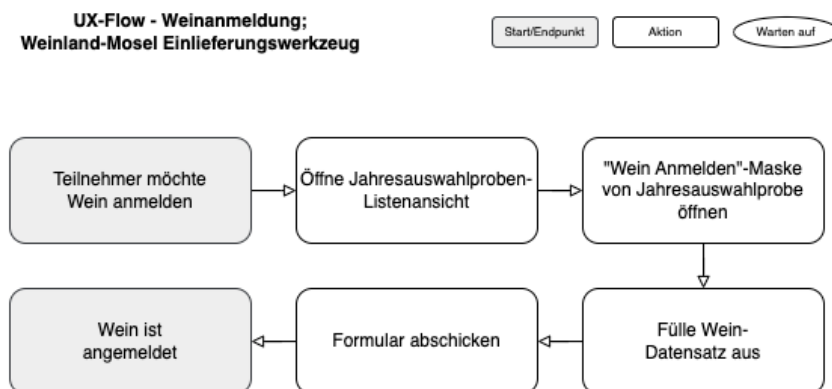 UX-Flow - Weinanmeldung;
Weinland-Mosel Einlieferungswerkzeug
Start/Endpunkt
Aktion
Warten auf
Teilnehmer möchte
Wein anmelden
Öffne Jahresauswahlproben-
Listenansicht
"Wein Anmelden"-Maske
von Jahresauswahlprobe
öffnen
Fülle Wein-
Datensatz aus
Formular abschicken
Wein ist
angemeldet